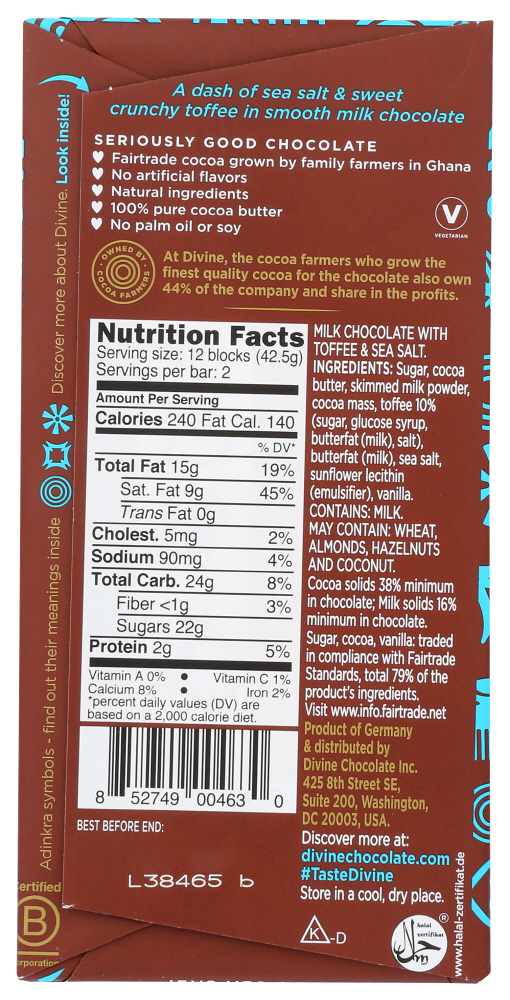 A dash of sea salt & sweet
crunchy toffee in smooth milk chocolate
SERIOUSLY GOOD CHOCOLATE
Fairtrade cocoa grown by family farmers in Ghana
No artificial flavors
Natural ingredients
100% pure cocoa butter
No palm oil or soy
V
VEGETARIAN
OWNED BY
COCOA FARMERS
At Divine, the cocoa farmers who grow the
finest quality cocoa for the chocolate also own
44% of the company and share in the profits.
Nutrition Facts
Serving size: 12 blocks (42.5g)
Servings per bar: 2
Amount Per Serving
Calories 240 Fat Cal. 140
% DV*
Total Fat 15g 19%
Sat. Fat 9g 45%
Trans Fat 0g
Cholest. 5mg 2%
Sodium 90mg 4%
Total Carb. 24g 8%
Fiber <1g 3%
Sugars 22g
Protein 2g 5%
Vitamin A 0% • Vitamin C 1%
Calcium 8% • Iron 2%
*percent daily values (DV) are
based on a 2,000 calorie diet.
MILK CHOCOLATE WITH
TOFFEE & SEA SALT.
INGREDIENTS: Sugar, cocoa
butter, skimmed milk powder,
cocoa mass, toffee 10%
(sugar, glucose syrup,
butterfat (milk), salt),
butterfat (milk), sea salt,
sunflower lecithin
(emulsifier), vanilla.
CONTAINS: MILK.
MAY CONTAIN: WHEAT,
ALMONDS, HAZELNUTS
AND COCONUT.
Cocoa solids 38% minimum
in chocolate; Milk solids 16%
minimum in chocolate.
Sugar, cocoa, vanilla: traded
in compliance with Fairtrade
Standards, total 79% of the
product's ingredients.
Visit www.info.fairtrade.net
Product of Germany
& distributed by
Divine Chocolate Inc.
425 8th Street SE,
Suite 200, Washington,
DC 20003, USA.
Discover more at:
divinechocolate.com
#TasteDivine
Store in a cool, dry place.
8 52749 00463 0
BEST BEFORE END:
L38465 b
K-D
halal
zertifikat
®
www.halal-zertifikat.de
Adinkra symbols - find out their meanings inside
Discover more about Divine. Look inside!
ertified
B
orporation